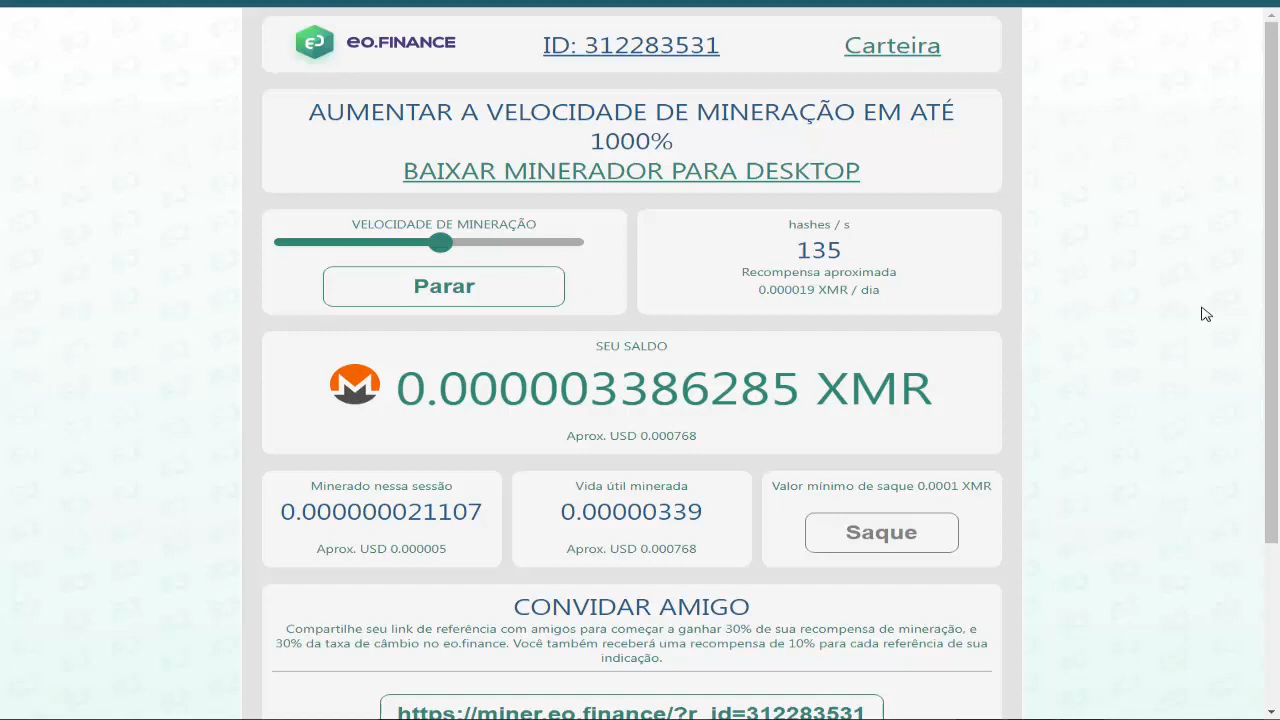 eo.FINANCE
ID: 312283531
Carteira
AUMENTAR A VELOCIDADE DE MINERAÇÃO EM ATÉ
1000%
BAIXAR MINERADOR PARA DESKTOP
VELOCIDADE DE MINERAÇÃO
Parar
hashes / s
135
Recompensa aproximada
0.000019 XMR / dia
SEU SALDO
0.000003386285 XMR
Aprox. USD 0.000768
Minerado nessa sessão
0.000000021107
Aprox. USD 0.000005
Vida útil minerada
0.00000339
Aprox. USD 0.000768
Valor mínimo de saque 0.0001 XMR
Saque
CONVIDAR AMIGO
Compartilhe seu link de referência com amigos para começar a ganhar 30% de sua recompensa de mineração, e
30% da taxa de câmbio no eo.finance. Você também receberá uma recompensa de 10% para cada referência de sua
indicação.
https://miner.eo.finance/?r_id=312283531